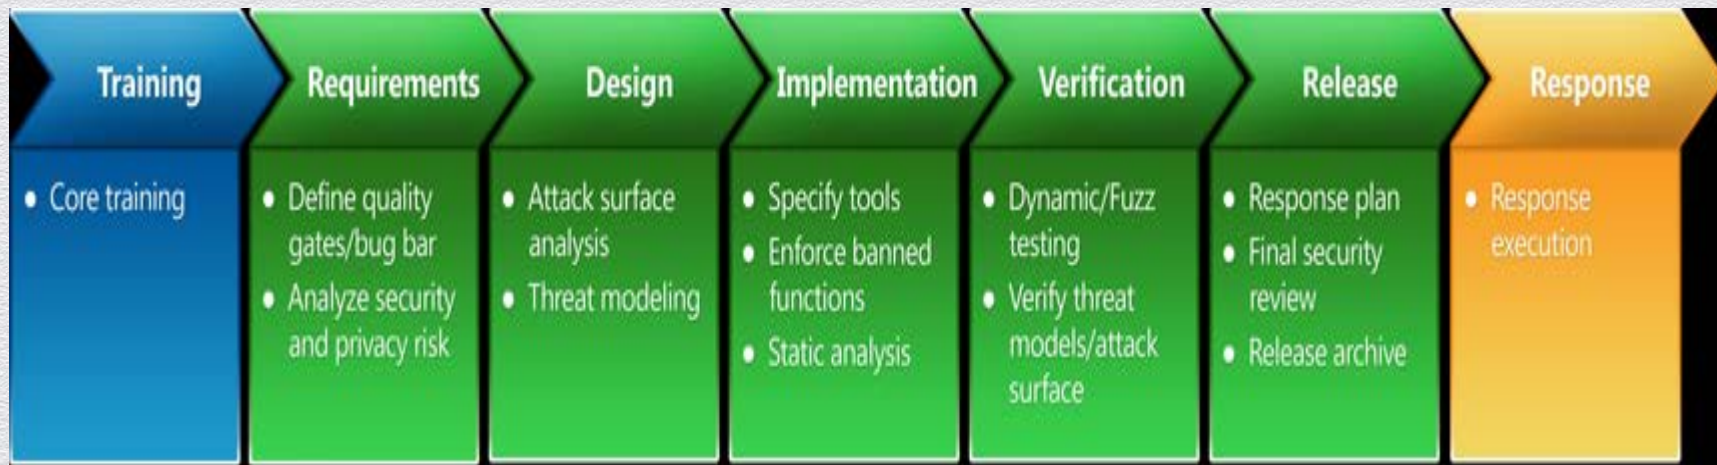 Training
• Core training
Requirements
• Define quality
gates/bug bar
• Analyze security
and privacy risk
Design
• Attack surface
analysis
• Threat modeling
Implementation
• Specify tools
• Enforce banned
functions
• Static analysis
Verification
• Dynamic/Fuzz
testing
• Verify threat
models/attack
surface
Release
• Response plan
• Final security
review
• Release archive
Response
• Response
execution